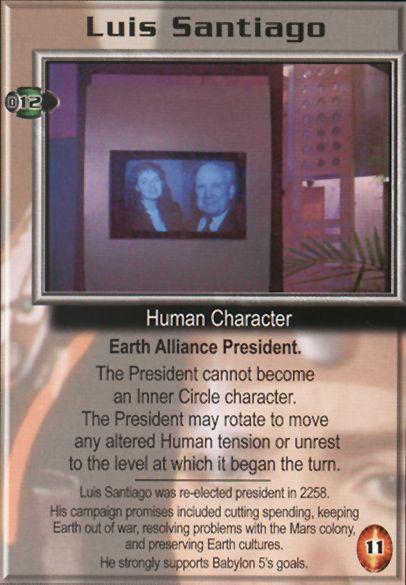 Luis Santiago
012
Human Character
Earth Alliance President.
The President cannot become
an Inner Circle character.
The President may rotate to move
any altered Human tension or unrest
to the level at which it began the turn.
Luis Santiago was re-elected president in 2258.
His campaign promises included cutting spending, keeping
Earth out of war, resolving problems with the Mars colony,
and preserving Earth cultures.
He strongly supports Babylon 5's goals.
11